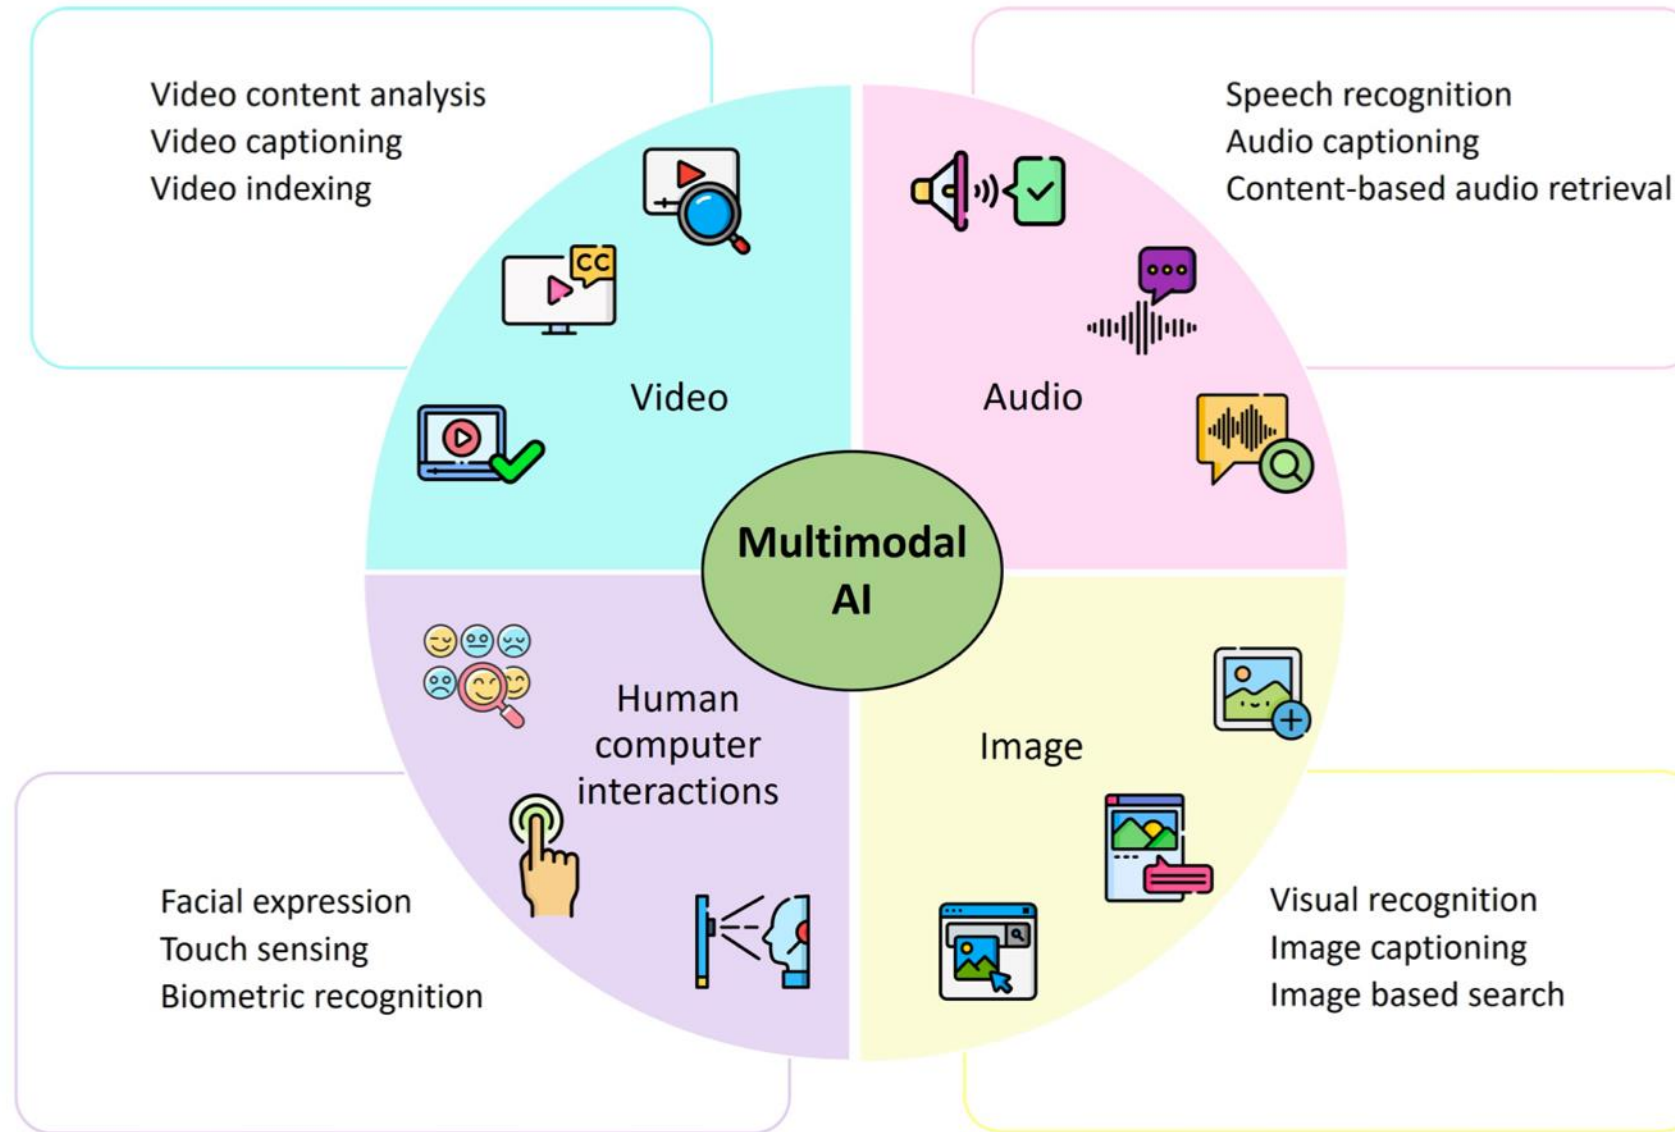 Video content analysis
Video captioning
Video indexing
Speech recognition
Audio captioning
Content-based audio retrieval
CC
Video
Audio
Multimodal
AI
Human
computer
interactions
Image
Facial expression
Touch sensing
Biometric recognition
Visual recognition
Image captioning
Image based search